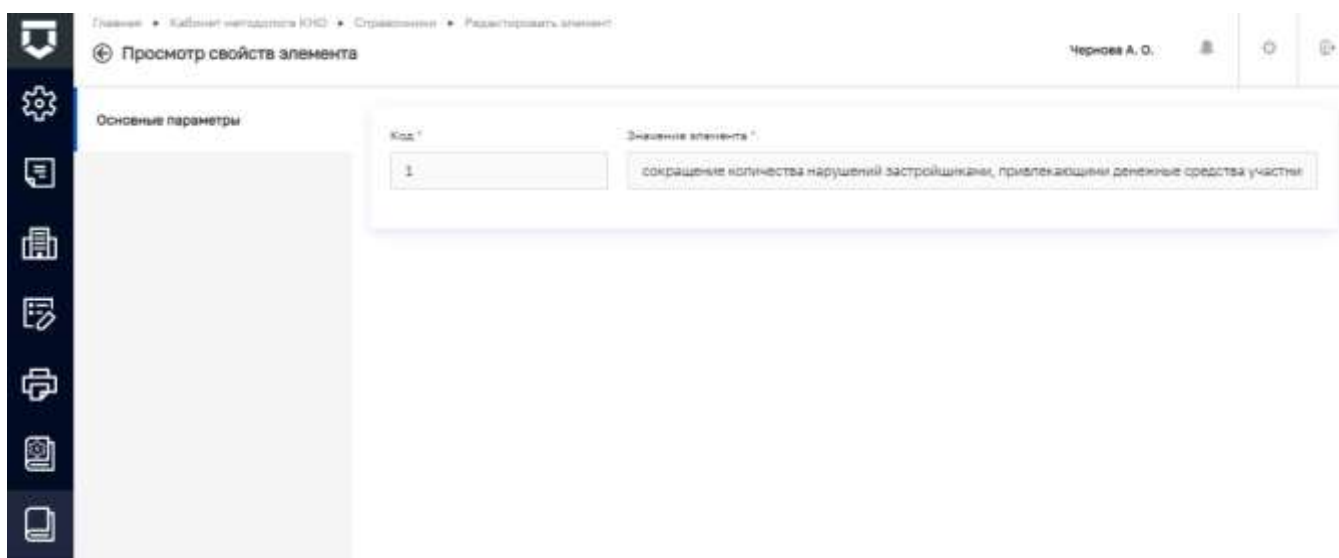 Главная • Кабинет методолога КНО • Справочники • Редактировать элемент
Просмотр свойств элемента
Чернова А. О.
Основные параметры
Код *
Значение элемента *
1
сокращение количества нарушений застройщиками, привлекающими денежные средства участни